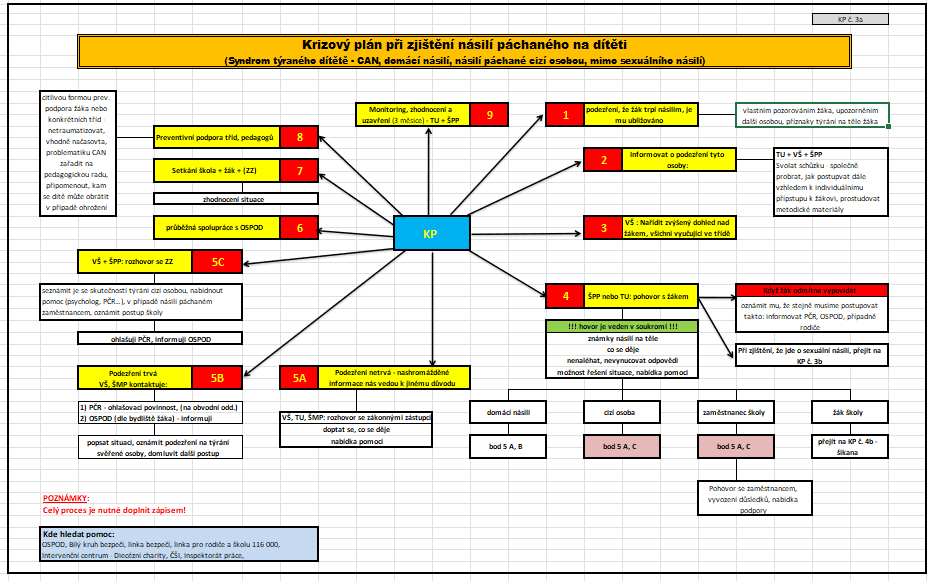 KP č. 3a
Krizový plán při zjištění násilí páchaného na dítěti
(Syndrom týraného dítětě - CAN, domácí násilí, násilí páchané cizí osobou, mimo sexuálního násilí)
citlivou formou prev.
podpora žáka nebo
konkrétních tříd -
netraumatizovat,
vhodně načasovta,
problematiku CAN
zařadit na
pedagogickou radu,
připomenout, kam
se dítě může obrátit
v případě ohrožení
Preventivní podpora tříd, pedagogů
8
Setkání škola + žák + (ZZ)
7
zhodnocení situace
průběžná spolupráce s OSPOD
6
VŠ + ŠPP: rozhovor se ZZ
5C
seznámit je se skutečností týrání cizí osobou, nabídnout
pomoc (psycholog, PČR...), v případě násilí páchaném
zaměstnancem, oznámit postup školy
ohlašují PČR, informují OSPOD
Podezření trvá
VŠ, ŠMP kontaktuje:
5B
1) PČR - ohlašovací povinnost, (na obvodní odd.)
2) OSPOD (dle bydliště žáka) - informují
popsat situaci, oznámit podezření na týrání
svěřené osoby, domluvit další postup
Monitoring, zhodnocení a
uzavření (3 měsíce) - TU + ŠPP
9
KP
5A
Podezření netrvá - nashromážděné
informace nás vedou k jinému důvodu
VŠ, TU, ŠMP: rozhovor se zákonnými zástupci
doptat se, co se děje
nabídka pomoci
1
podezření, že žák trpí násilím, je
mu ubližováno
vlastním pozorováním žáka, upozorněním
další osobou, příznaky týrání na těle žáka
2
Informovat o podezření tyto
osoby:
TU + VŠ + ŠPP
Svolat schůzku - společně
probrat, jak postupovat dále
vzhledem k individuálnímu
přípstupu k žákovi, prostudovat
metodické materiály
3
VŠ : Nařídit zvýšený dohled nad
žákem, všichni vyučující ve třídě
4
ŠPP nebo TU: pohovor s žákem
!!! hovor je veden v soukromí !!!
známky násilí na těle
co se děje
nenaléhat, nevynucovat odpovědi
možnost řešení situace, nabídka pomoci
Když žák odmítne vypovídat
oznámit mu, že stejně musíme postupovat
takto: informovat PČR, OSPOD, případně
rodiče
Při zjištění, že jde o sexuální násilí, přejít na
KP č. 3b
domácí násilí
cizí osoba
zaměstnanec školy
žák školy
bod 5 A, B
bod 5 A, C
bod 5 A, C
přejít na KP č. 4b -
šikana
Pohovor se zaměstnancem,
vyvození důsledků, nabídka
podpory
POZNÁMKY:
Celý proces je nutné doplnit zápisem!
Kde hledat pomoc:
OSPOD, Bílý kruh bezpečí, linka bezpečí, linka pro rodiče a školu 116 000,
Intervenční centrum - Diecézní charity, ČŠI, Inspektorát práce,